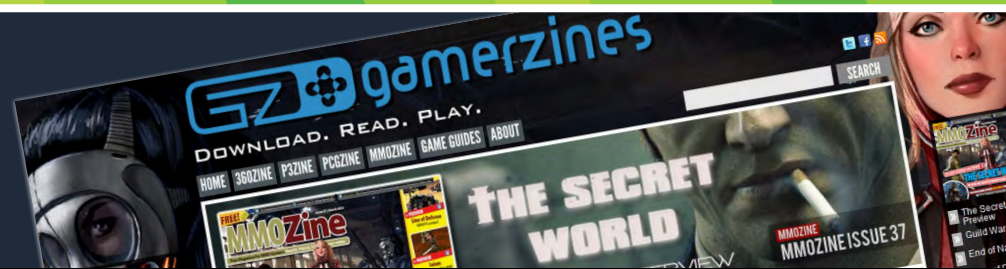 GZ gamerzines
DOWNLOAD. READ. PLAY.
SEARCH
HOME 360ZINE P3ZINE PCGZINE MMOZINE GAME GUIDES ABOUT
FREE!
MMOZine
THE SECRET
WORLD
MMOZINE
MMOZINE ISSUE 37
MMOZine
The Secret
Preview
Guild War
End of Na